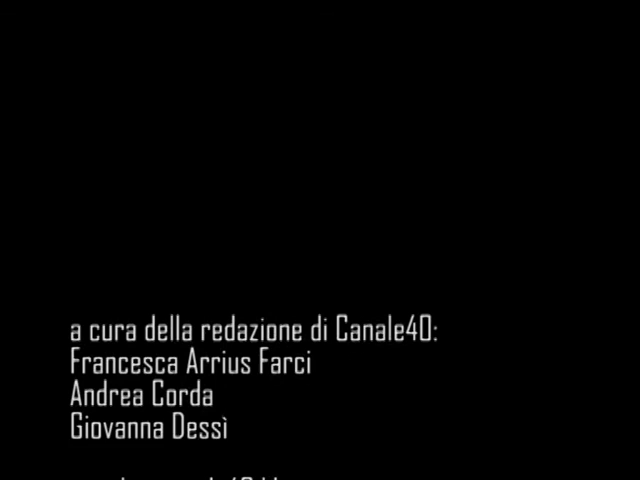 a cura della redazione di Canale40:
Francesca Arrius Farci
Andrea Corda
Giovanna Dessì